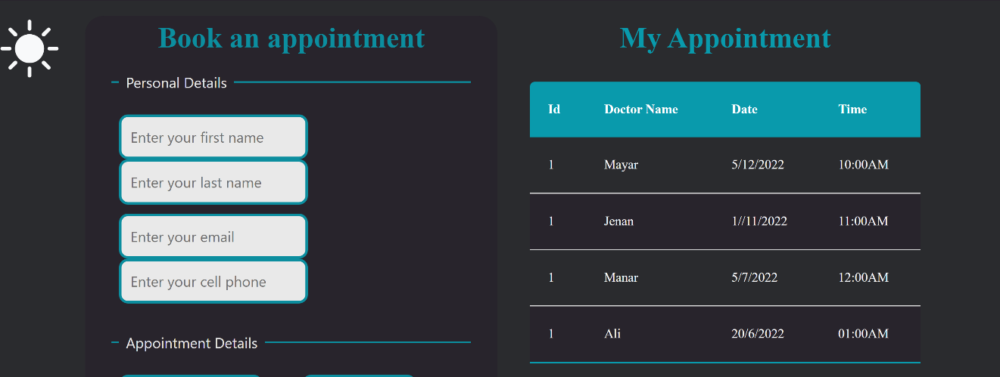 Book an appointment
Personal Details
Enter your first name
Enter your last name
Enter your email
Enter your cell phone
Appointment Details
My Appointment
Id Doctor Name Date Time
1 Mayar 5/12/2022 10:00AM
1 Jenan 1//11/2022 11:00AM
1 Manar 5/7/2022 12:00AM
1 Ali 20/6/2022 01:00AM